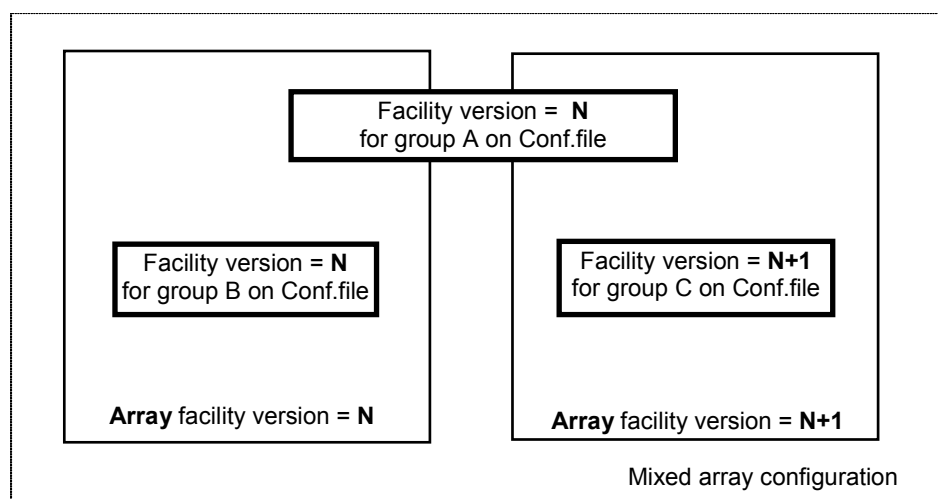 Facility version = N
for group A on Conf.file
Facility version = N
for group B on Conf.file
Facility version = N+1
for group C on Conf.file
Array facility version = N
Array facility version = N+1
Mixed array configuration